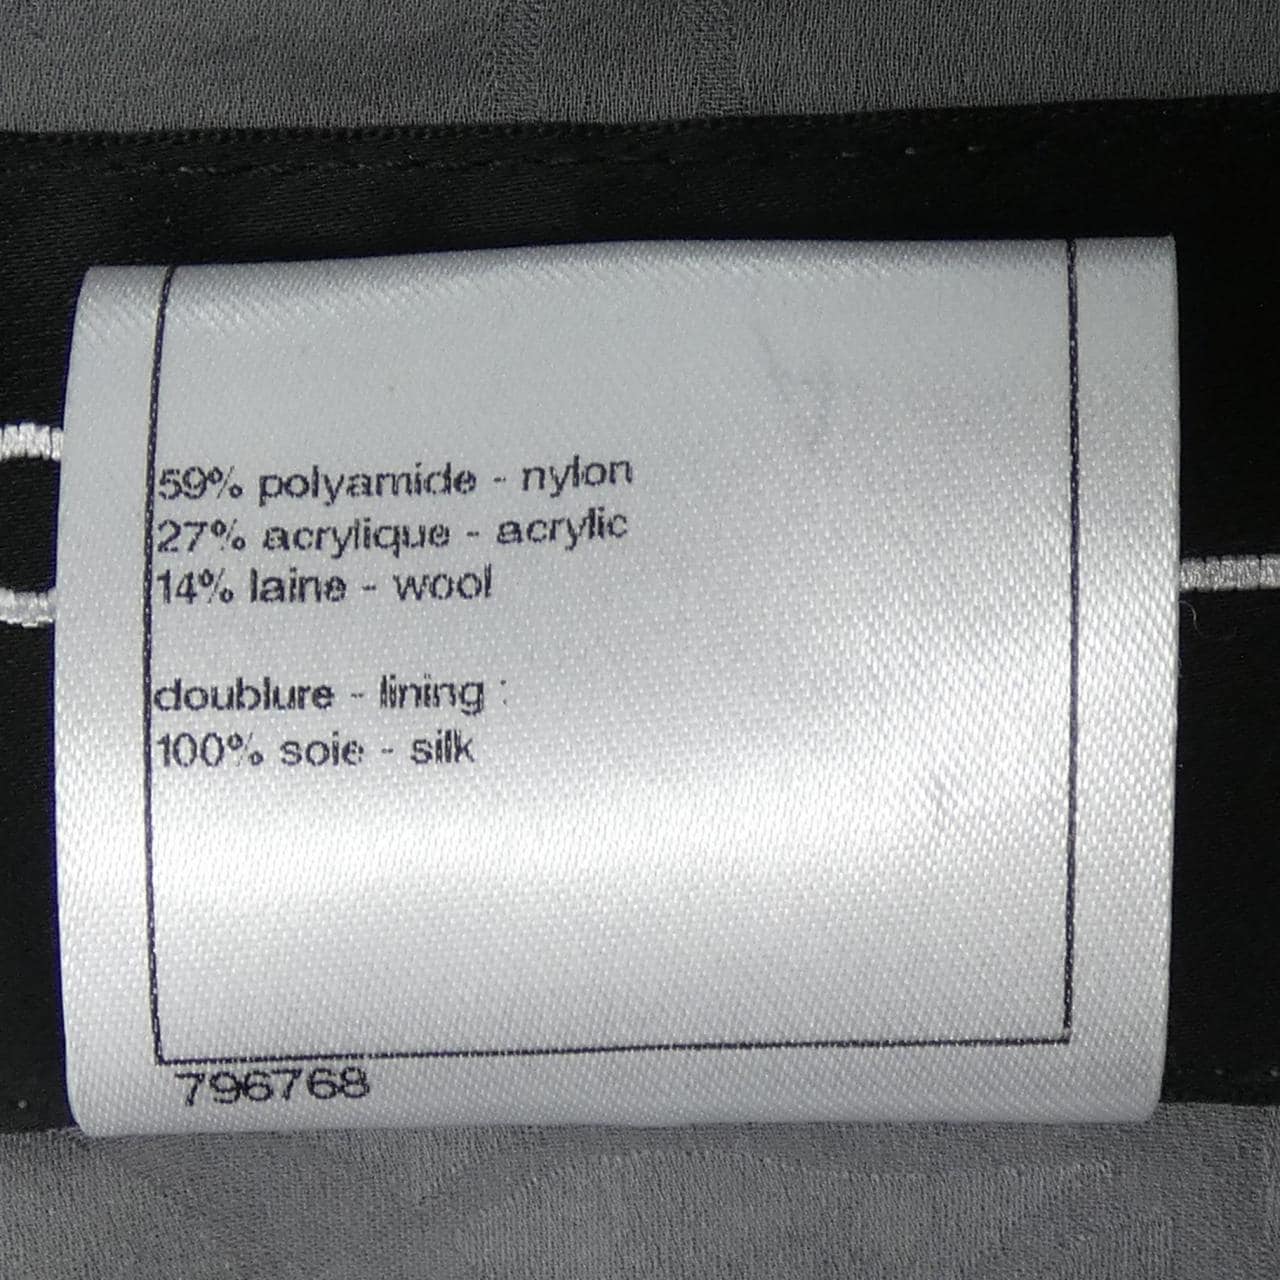 59% polyamide - nylon
27% acrylique - acrylic
14% laine - wool
doublure - lining :
100% soie - silk
796768